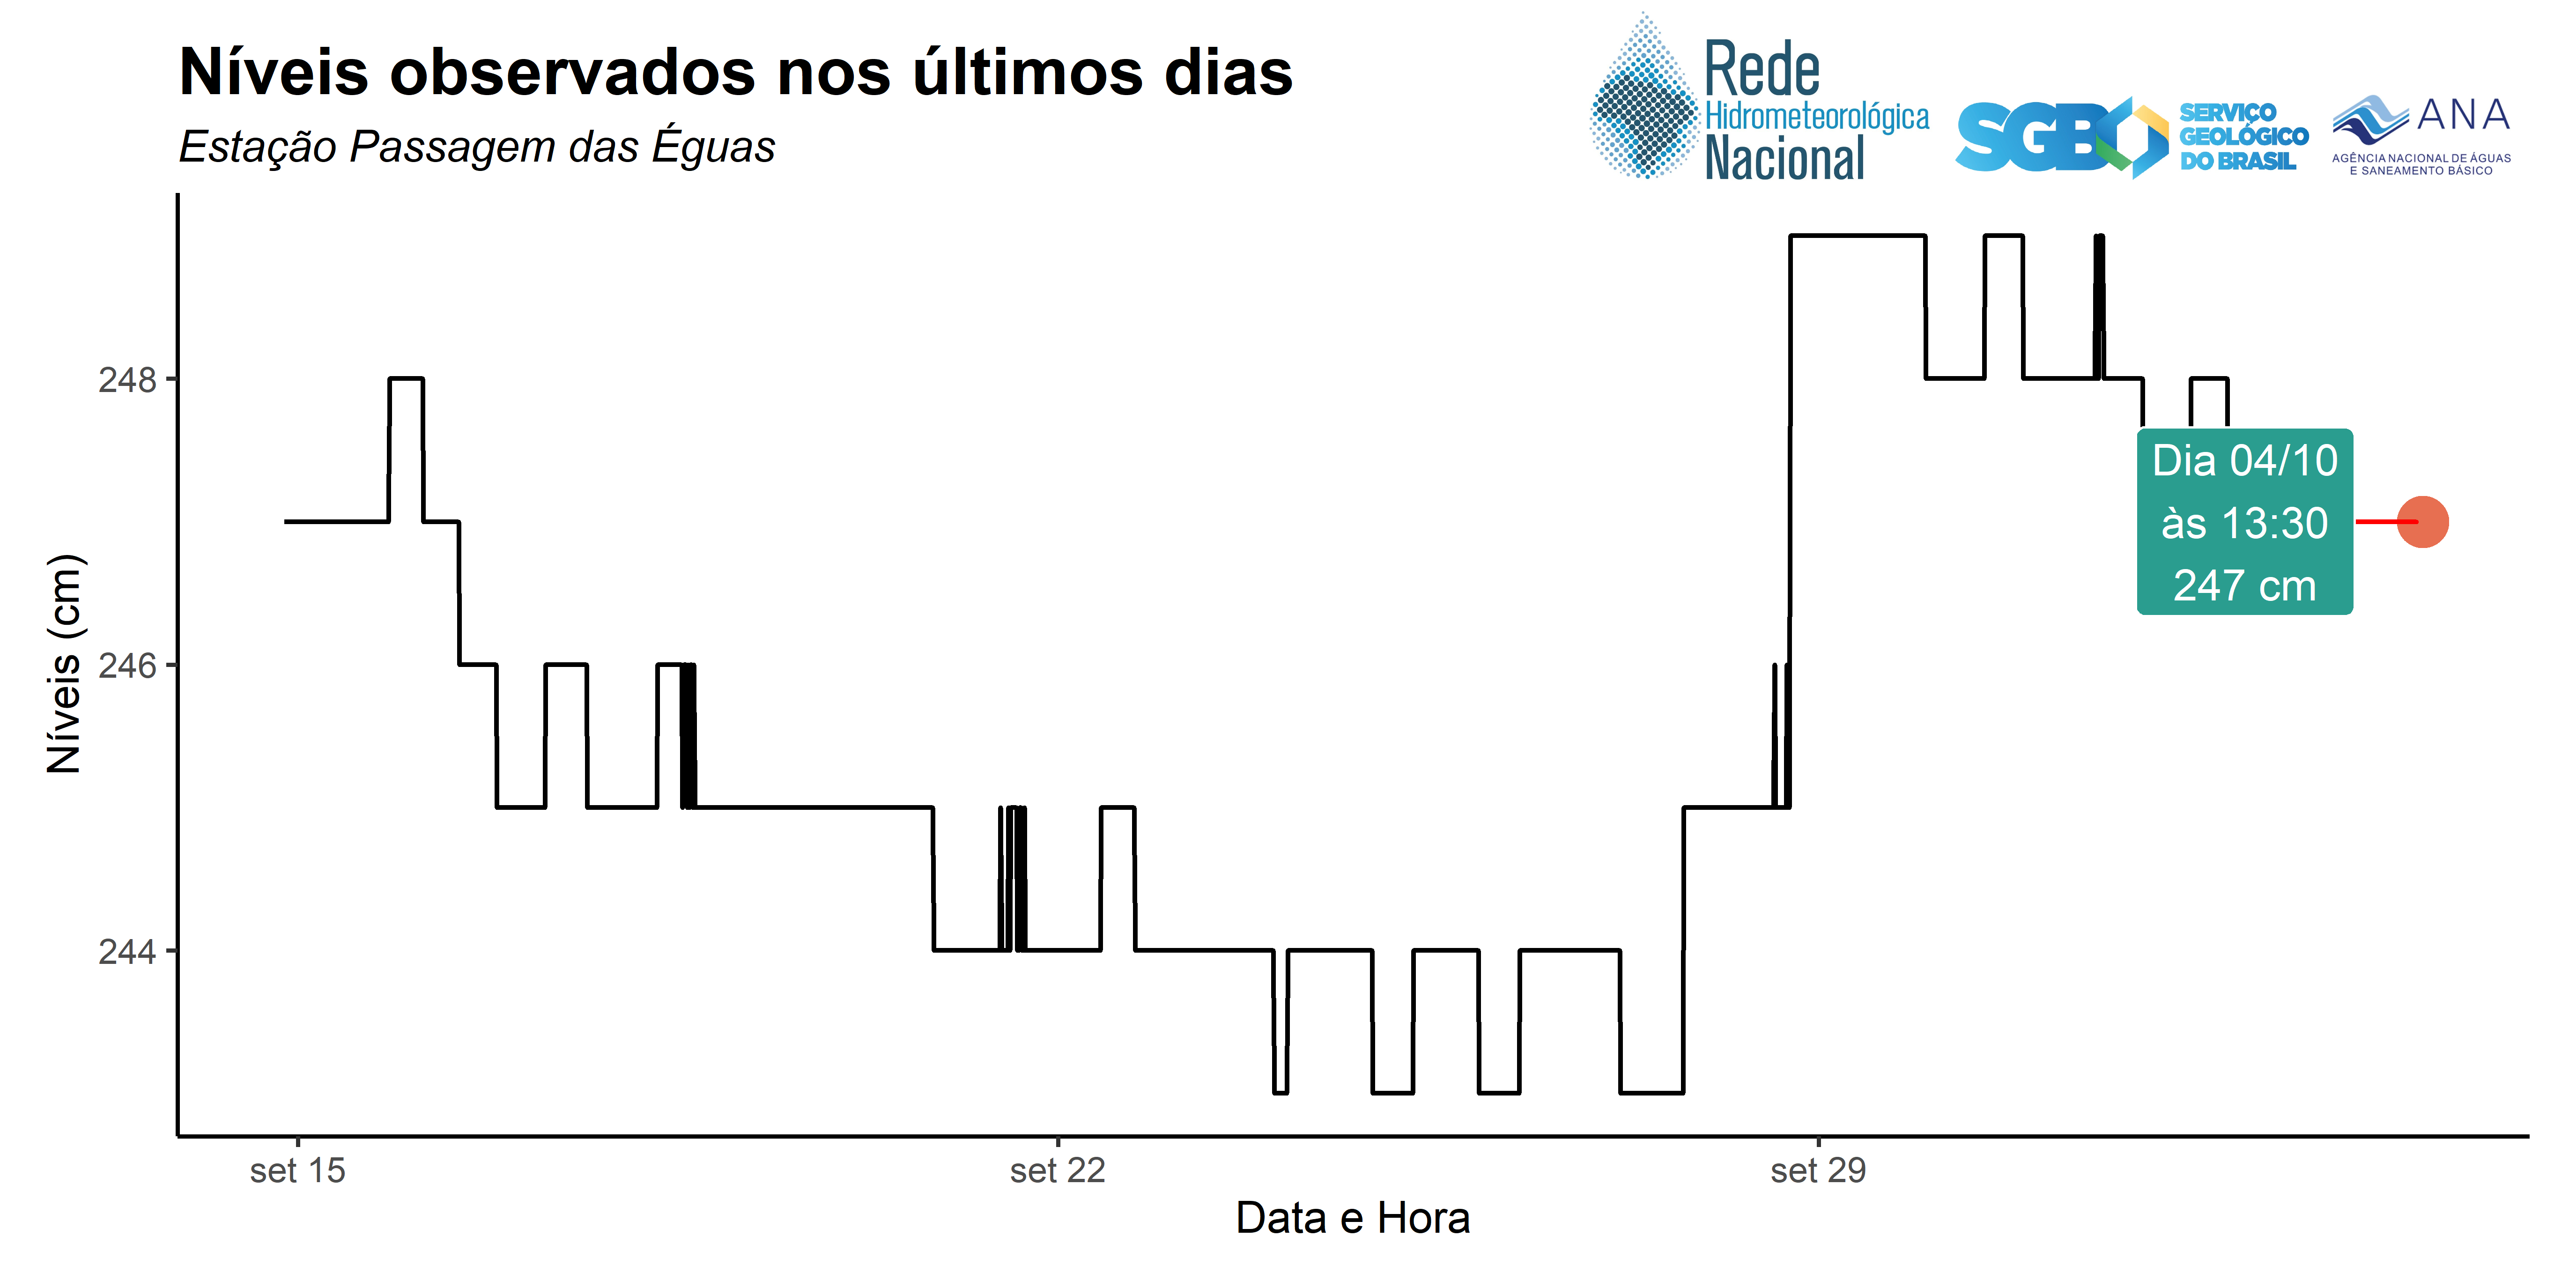 Níveis observados nos últimos dias
Estação Passagem das Éguas
Rede
Hidrometeorológica
Nacional
SGB
SERVIÇO
GEOLÓGICO
DO BRASIL
ANA
AGÊNCIA NACIONAL DE ÁGUAS
E SANEAMENTO BÁSICO
Níveis (cm)
248
246
244
Dia 04/10
às 13:30
247 cm
set 15
set 22
set 29
Data e Hora